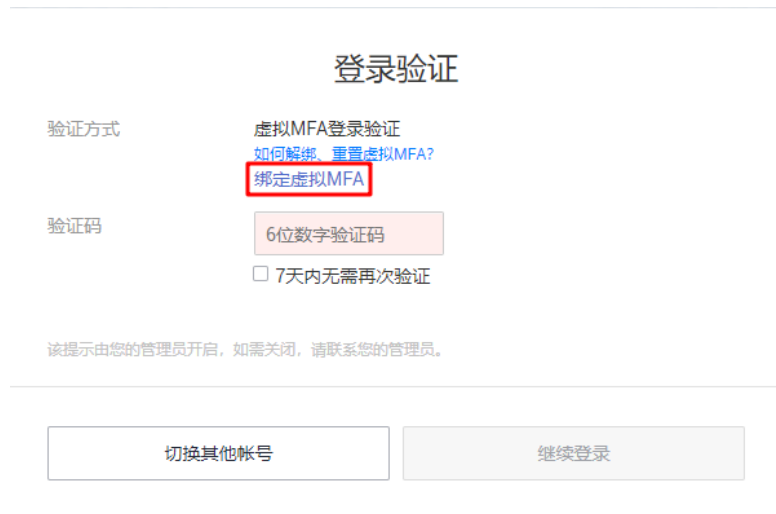 登录验证
验证方式
虚拟MFA登录验证
如何解绑、重置虚拟MFA?
绑定虚拟MFA
验证码
6位数字验证码
7天内无需再次验证
该提示由您的管理员开启，如需关闭，请联系您的管理员。
切换其他帐号
继续登录